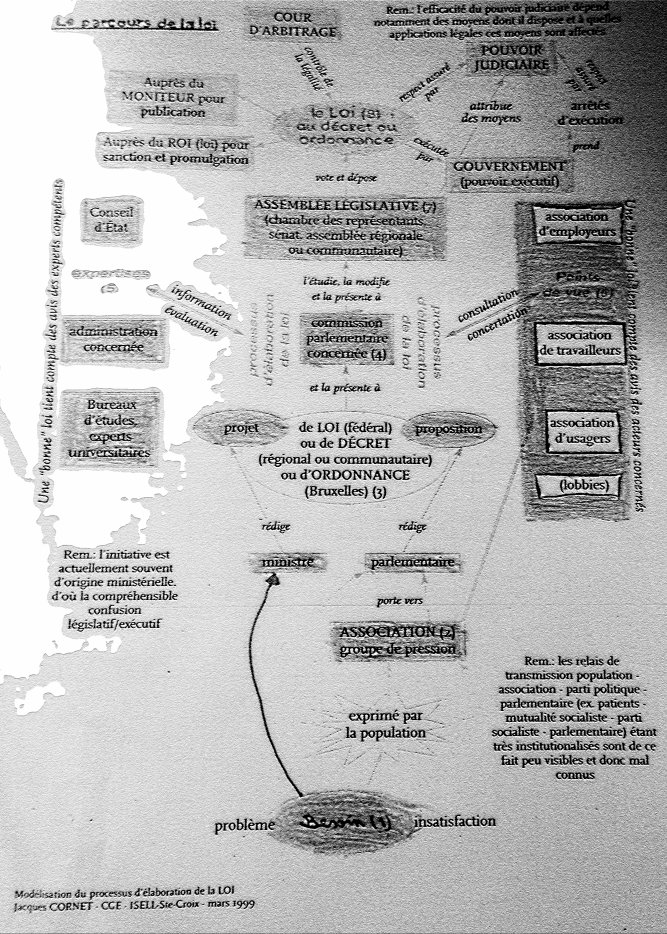 Le parcours de la loi
COUR
D'ARBITRAGE
Rem.: l'efficacité du pouvoir judiciaire dépend
notamment des moyens dont il dispose et à quelles
applications légales ces moyens sont affectés
POUVOIR
JUDICIAIRE
contrôle de
la légalité
respect assuré
par
respect
assuré
par
Auprès du
MONITEUR pour
publication
la LOI (8)
au décret ou
ordonnance
attribue
des moyens
arrêtés
d'exécution
Auprès du ROI (loi) pour
sanction et promulgation
exécutée
par
prend
GOUVERNEMENT
(pouvoir exécutif)
vote et dépose
ASSEMBLÉE LÉGISLATIVE (7)
(chambre des représentants,
sénat, assemblée régionale
ou communautaire)
Une "bonne" loi tient compte des avis des experts compétents
Conseil
d'État
expertises
(5)
administration
concernée
Bureaux
d'études,
experts
universitaires
information
évaluation
l'étudie, la modifie
et la présente à
processus
d'élaboration
de la loi
commission
parlementaire
concernée (4)
processus
d'élaboration
de la loi
consultation
concertation
association
d'employeurs
Points
de vue (6)
association
de travailleurs
association
d'usagers
(lobbies)
Une "bonne" loi tient compte des avis des acteurs concernés
et la présente à
projet
de LOI (fédéral)
ou de DÉCRET
(régional ou communautaire)
ou d'ORDONNANCE
(Bruxelles) (3)
proposition
rédige
rédige
Rem.: l'initiative est
actuellement souvent
d'origine ministérielle,
d'où la compréhensible
confusion
législatif/exécutif
ministre
parlementaire
porte vers
ASSOCIATION (2)
groupe de pression
Rem.: les relais de
transmission population -
association - parti politique -
parlementaire (ex. patients -
mutualité socialiste - parti
socialiste - parlementaire) étant
très institutionalisés sont de ce
fait peu visibles et donc mal
connus
exprimé par
la population
problème
Bessin (1)
insatisfaction
Modélisation du processus d'élaboration de la LOI
Jacques CORNET - CGE - ISELL-Ste-Croix - mars 1999